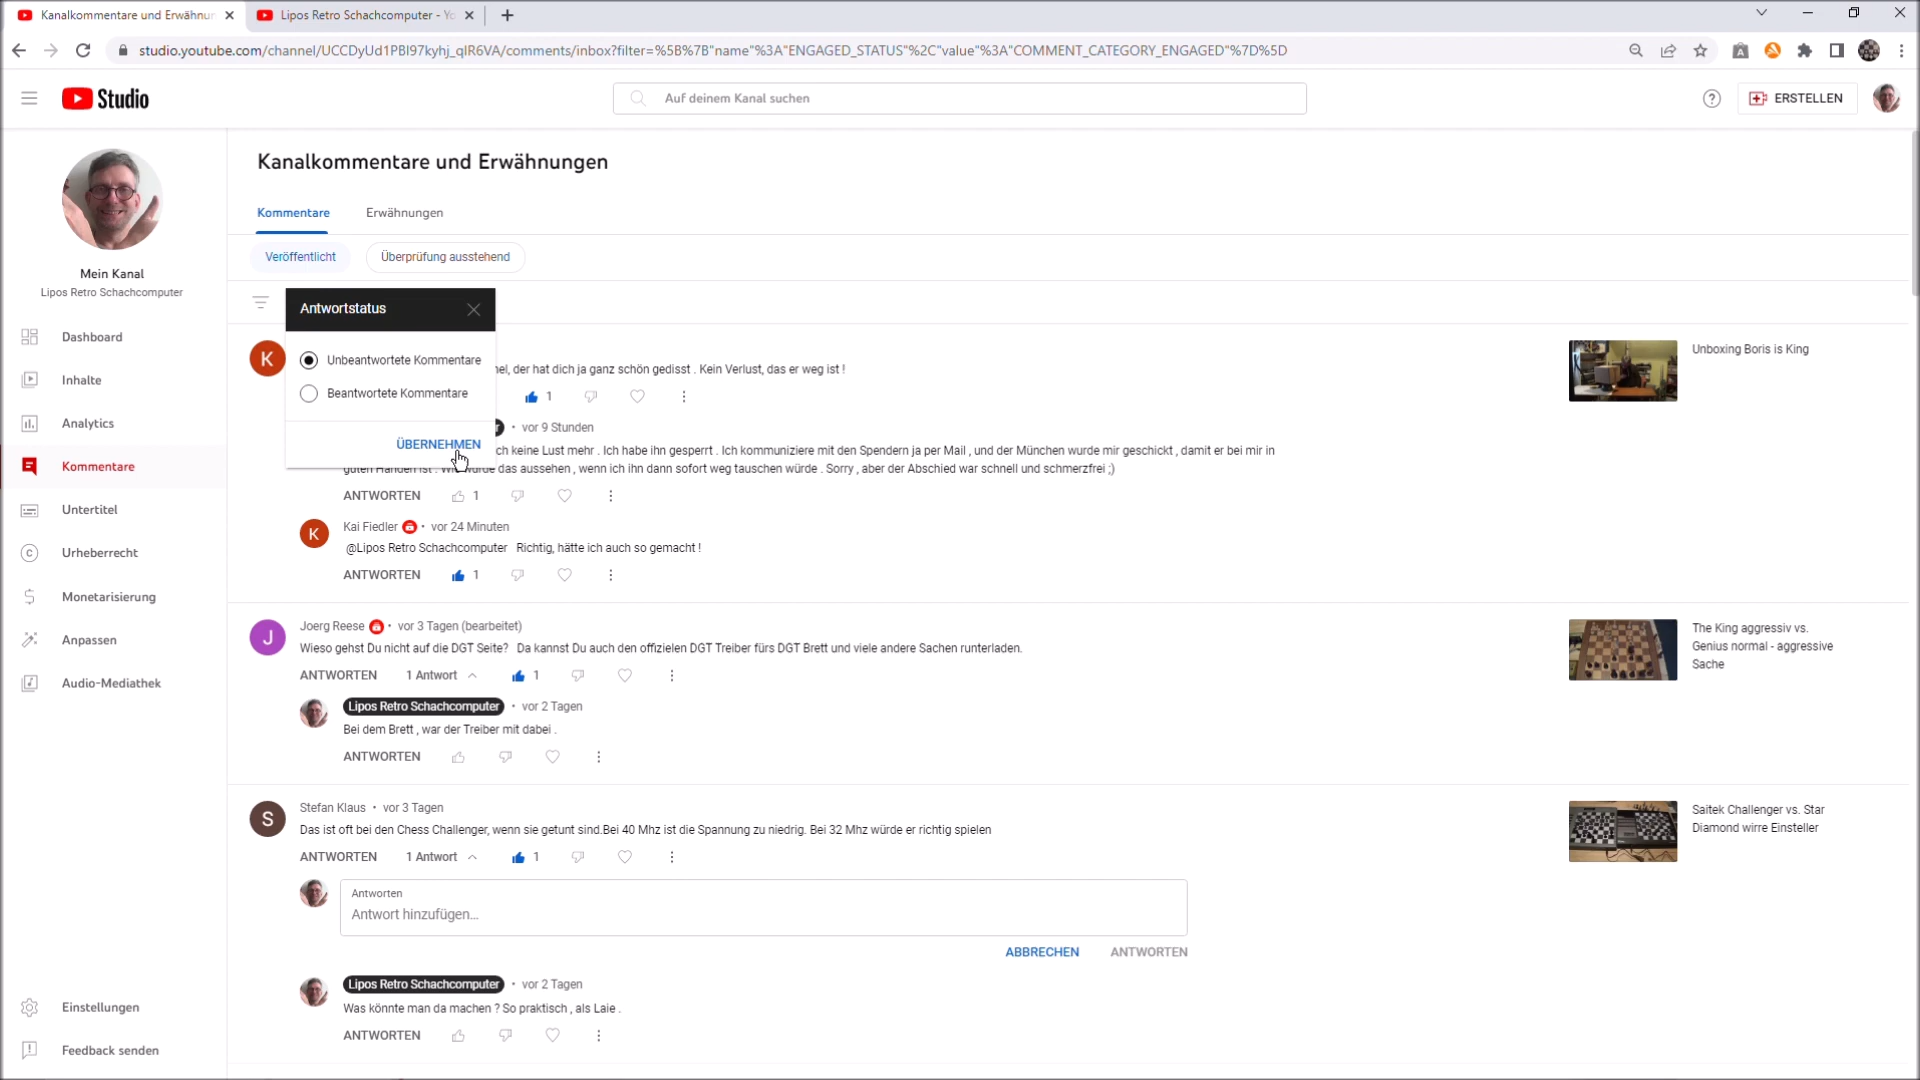 Kanalkommentare und Erwähnun
Lipos Retro Schachcomputer - Yo
studio.youtube.com/channel/UCCDyUd1PBI97kyhj_qIR6VA/comments/inbox?filter=%5B%7B"name"%3A"ENGAGED_STATUS"%2C"value"%3A"COMMENT_CATEGORY_ENGAGED"%7D%5D
Studio
Auf deinem Kanal suchen
ERSTELLEN
Mein Kanal
Lipos Retro Schachcomputer
Dashboard
Inhalte
Analytics
Kommentare
Untertitel
Urheberrecht
Monetarisierung
Anpassen
Audio-Mediathek
Einstellungen
Feedback senden
Kanalkommentare und Erwähnungen
Kommentare
Erwähnungen
Veröffentlicht
Überprüfung ausstehend
Antwortstatus
Unbeantwortete Kommentare
Beantwortete Kommentare
ÜBERNEHMEN
K
el, der hat dich ja ganz schön gedisst . Kein Verlust, das er weg ist !
1
Unboxing Boris is King
r • vor 9 Stunden
ch keine Lust mehr . Ich habe ihn gesperrt . Ich kommuniziere mit den Spendern ja per Mail , und der München wurde mir geschickt , damit er bei mir in
das aussehen , wenn ich ihn dann sofort weg tauschen würde . Sorry , aber der Abschied war schnell und schmerzfrei ;)
ANTWORTEN 1
K
Kai Fiedler • vor 24 Minuten
@Lipos Retro Schachcomputer Richtig, hätte ich auch so gemacht !
ANTWORTEN 1
J
Joerg Reese • vor 3 Tagen (bearbeitet)
Wieso gehst Du nicht auf die DGT Seite? Da kannst Du auch den offizielen DGT Treiber fürs DGT Brett und viele andere Sachen runterladen.
ANTWORTEN 1 Antwort 1
The King aggressiv vs.
Genius normal - aggressive
Sache
Lipos Retro Schachcomputer • vor 2 Tagen
Bei dem Brett , war der Treiber mit dabei .
ANTWORTEN
S
Stefan Klaus • vor 3 Tagen
Das ist oft bei den Chess Challenger, wenn sie getunt sind.Bei 40 Mhz ist die Spannung zu niedrig. Bei 32 Mhz würde er richtig spielen
ANTWORTEN 1 Antwort 1
Saitek Challenger vs. Star
Diamond wirre Einsteller
Antworten
Antwort hinzufügen...
ABBRECHEN ANTWORTEN
Lipos Retro Schachcomputer • vor 2 Tagen
Was könnte man da machen ? So praktisch , als Laie .
ANTWORTEN